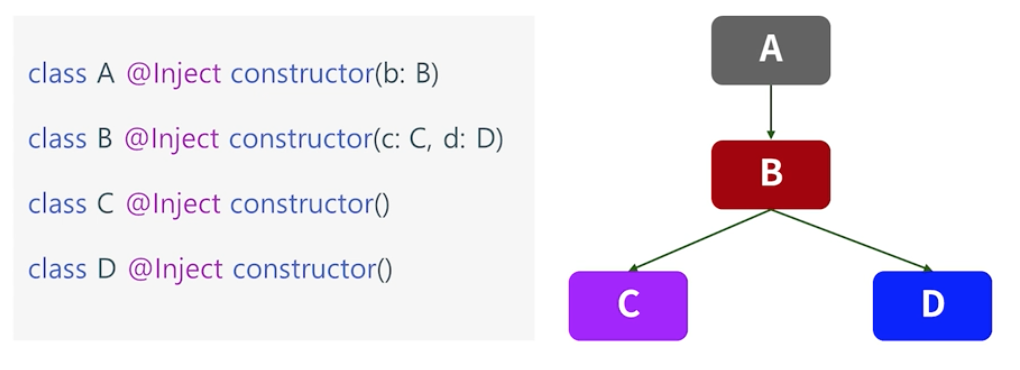 class A @Inject constructor(b: B)
class B @Inject constructor(c: C, d: D)
class C @Inject constructor()
class D @Inject constructor()
A
B
C
D